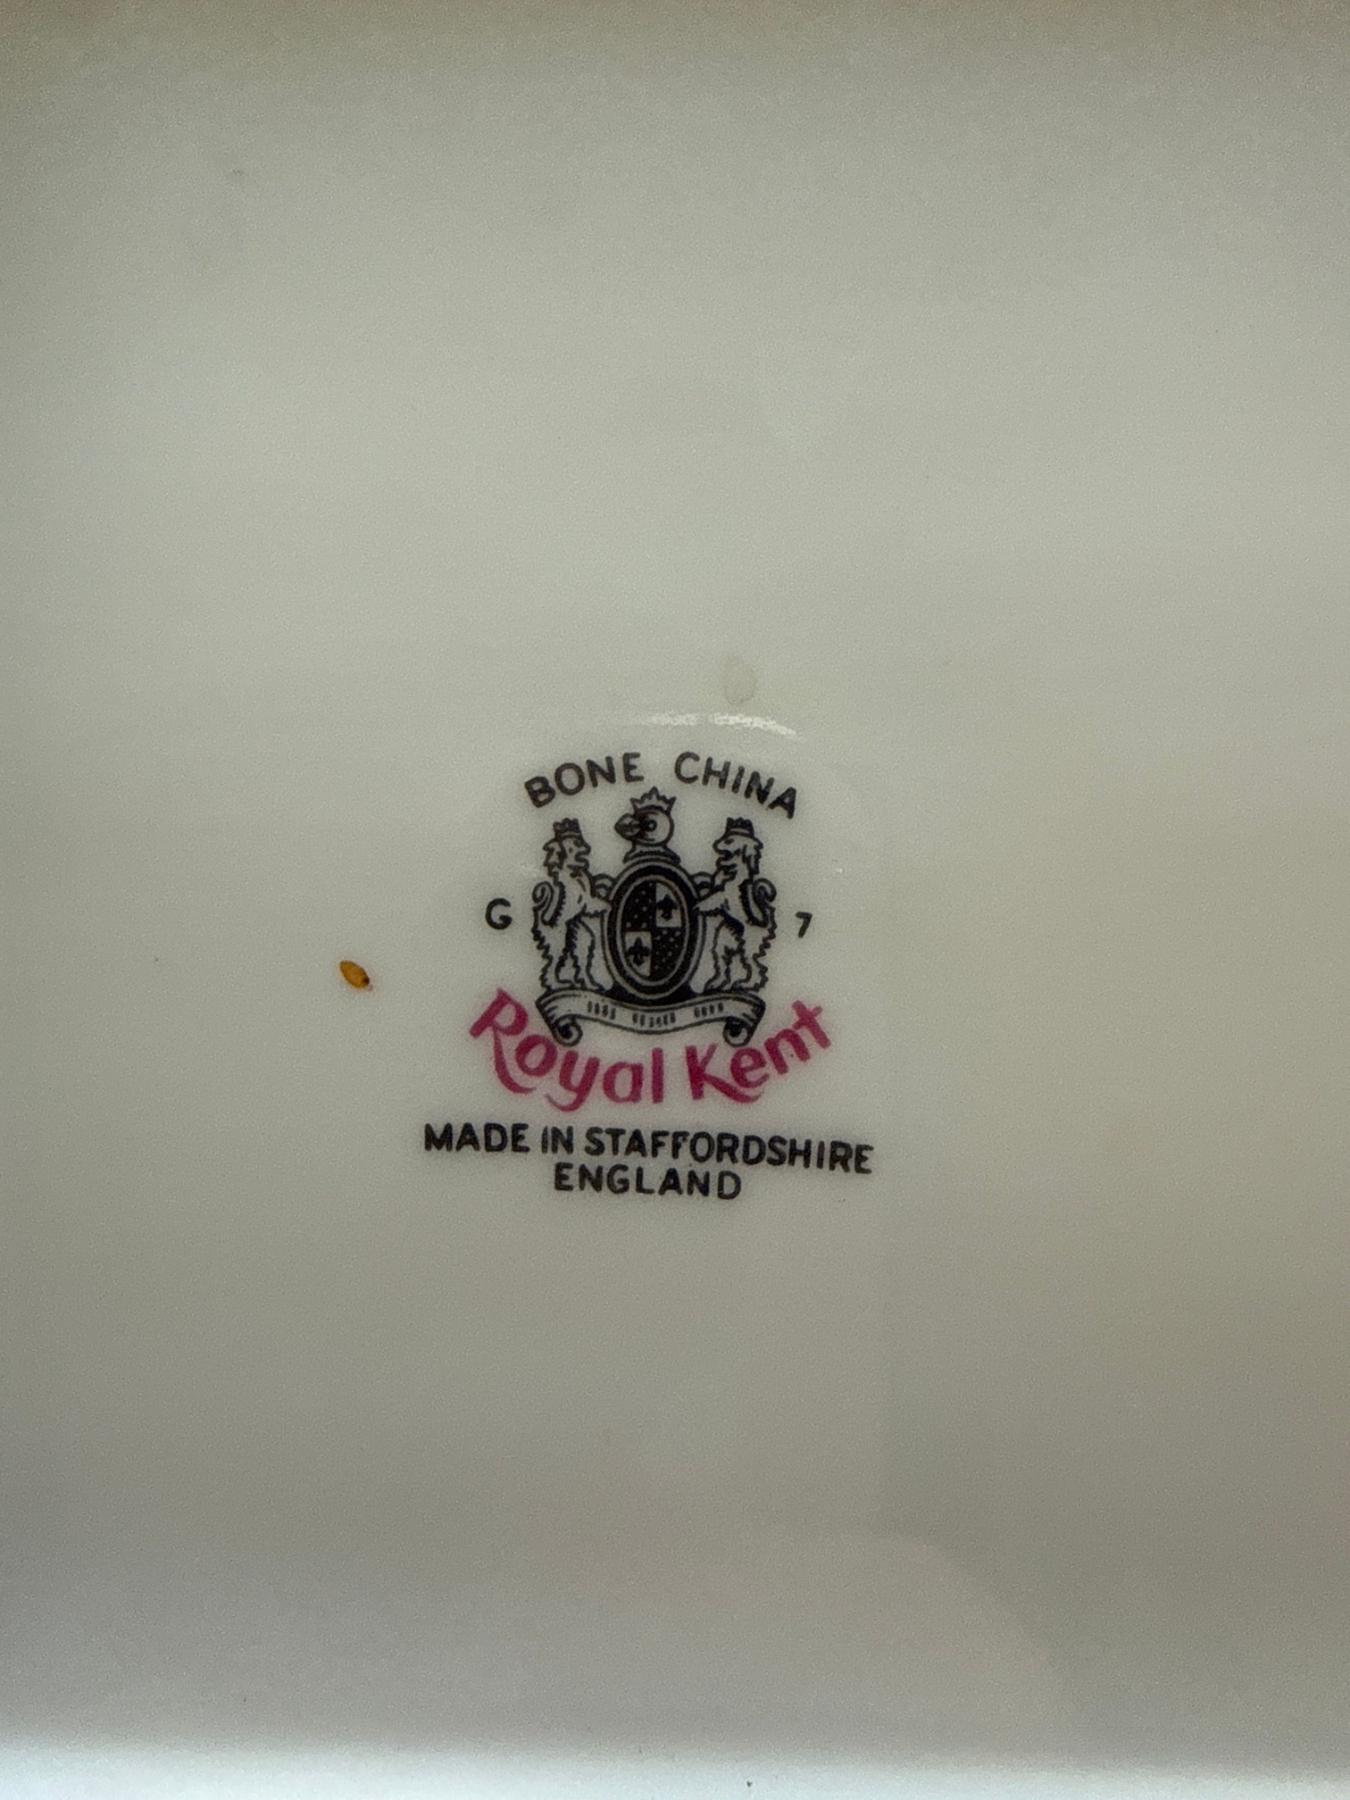 BONE CHINA
G 7
Royal Kent
MADE IN STAFFORDSHIRE
ENGLAND